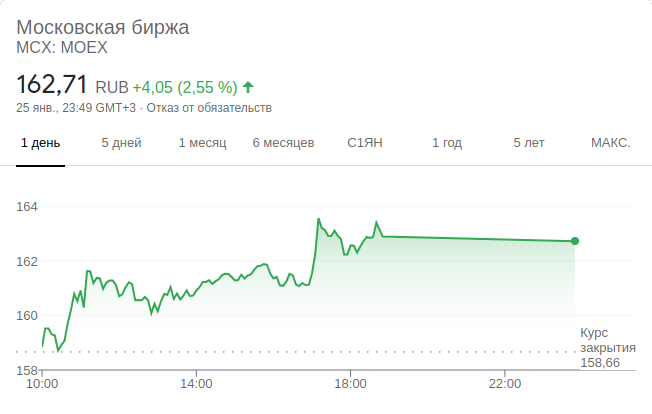 Московская биржа
MCX: MOEX
162,71 RUB +4,05 (2,55 %)
25 янв., 23:49 GMT+3 · Отказ от обязательств
1 день 5 дней 1 месяц 6 месяцев С1ЯН 1 год 5 лет МАКС.
164
162
160
Курс
закрытия
158,66
158
10:00 14:00 18:00 22:00